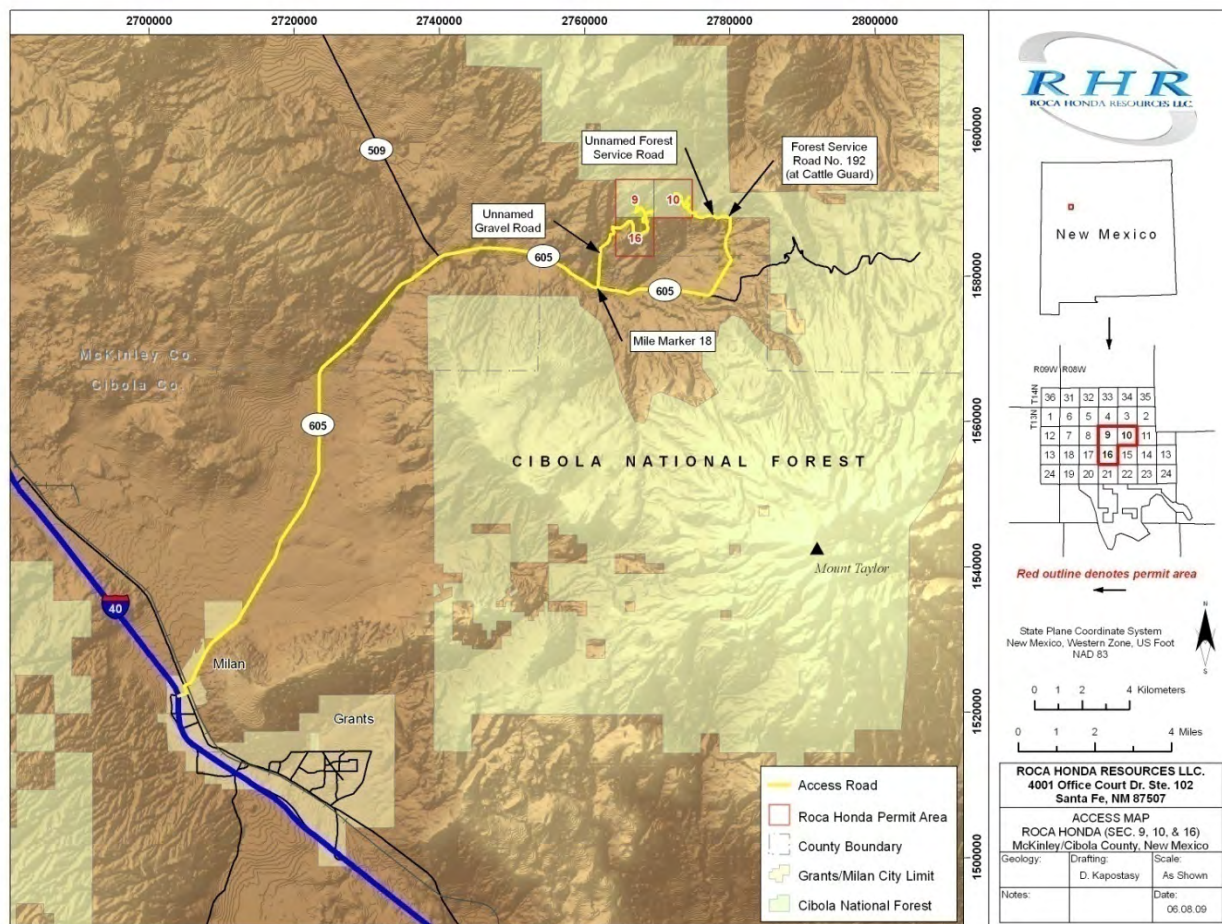 2700000
2720000
2740000
2760000
2780000
2800000
1600000
1580000
1560000
1540000
1520000
1500000
509
Unnamed Forest
Service Road
Forest Service
Road No. 192
(at Cattle Guard)
9
10
16
Unnamed
Gravel Road
605
605
Mile Marker 18
McKinley Co.
Cibola Co.
605
CIBOLA NATIONAL FOREST
Mount Taylor
40
Milan
Grants
Access Road
Roca Honda Permit Area
County Boundary
Grants/Milan City Limit
Cibola National Forest
RHR
ROCA HONDA RESOURCES LLC.
New Mexico
R09W R08W
T14N
T13N
36 31 32 33 34 35
1 6 5 4 3 2
12 7 8 9 10 11
13 18 17 16 15 14 13
24 19 20 21 22 23 24
Red outline denotes permit area
State Plane Coordinate System
New Mexico, Western Zone, US Foot
NAD 83
N
S
0 1 2 4 Kilometers
0 1 2 4 Miles
ROCA HONDA RESOURCES LLC.
4001 Office Court Dr. Ste. 102
Santa Fe, NM 87507
ACCESS MAP
ROCA HONDA (SEC. 9, 10, & 16)
McKinley/Cibola County, New Mexico
Geology:
Drafting:
D. Kapostasy
Scale:
As Shown
Notes:
Date:
06.08.09